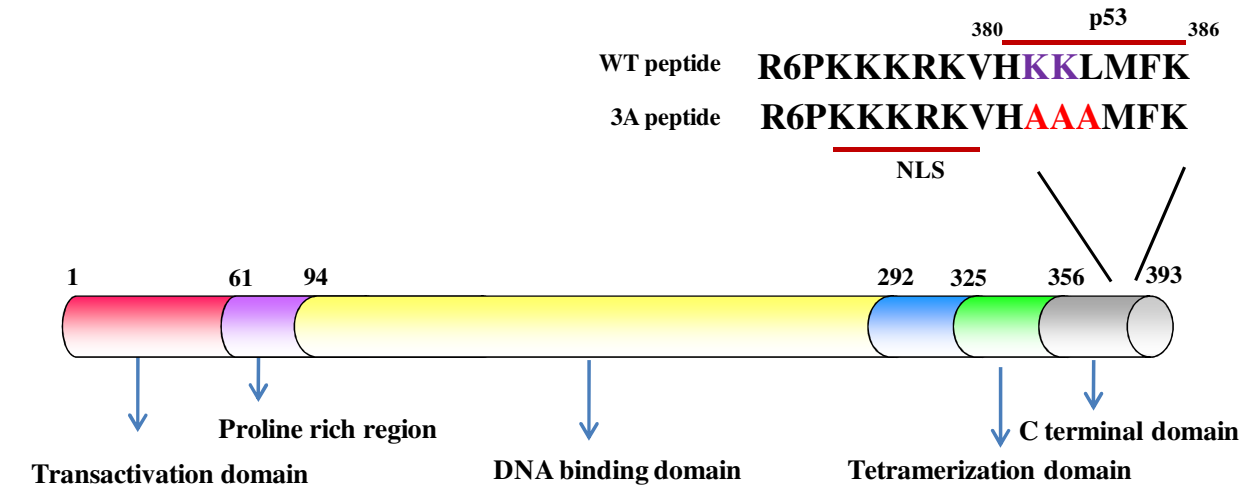 p53
380 386
WT peptide R6PKKKRKVHKKLMFK
3A peptide R6PKKKRKVHAAAMFK
NLS
1 61 94 292 325 356 393
Proline rich region
C terminal domain
Transactivation domain
DNA binding domain
Tetramerization domain